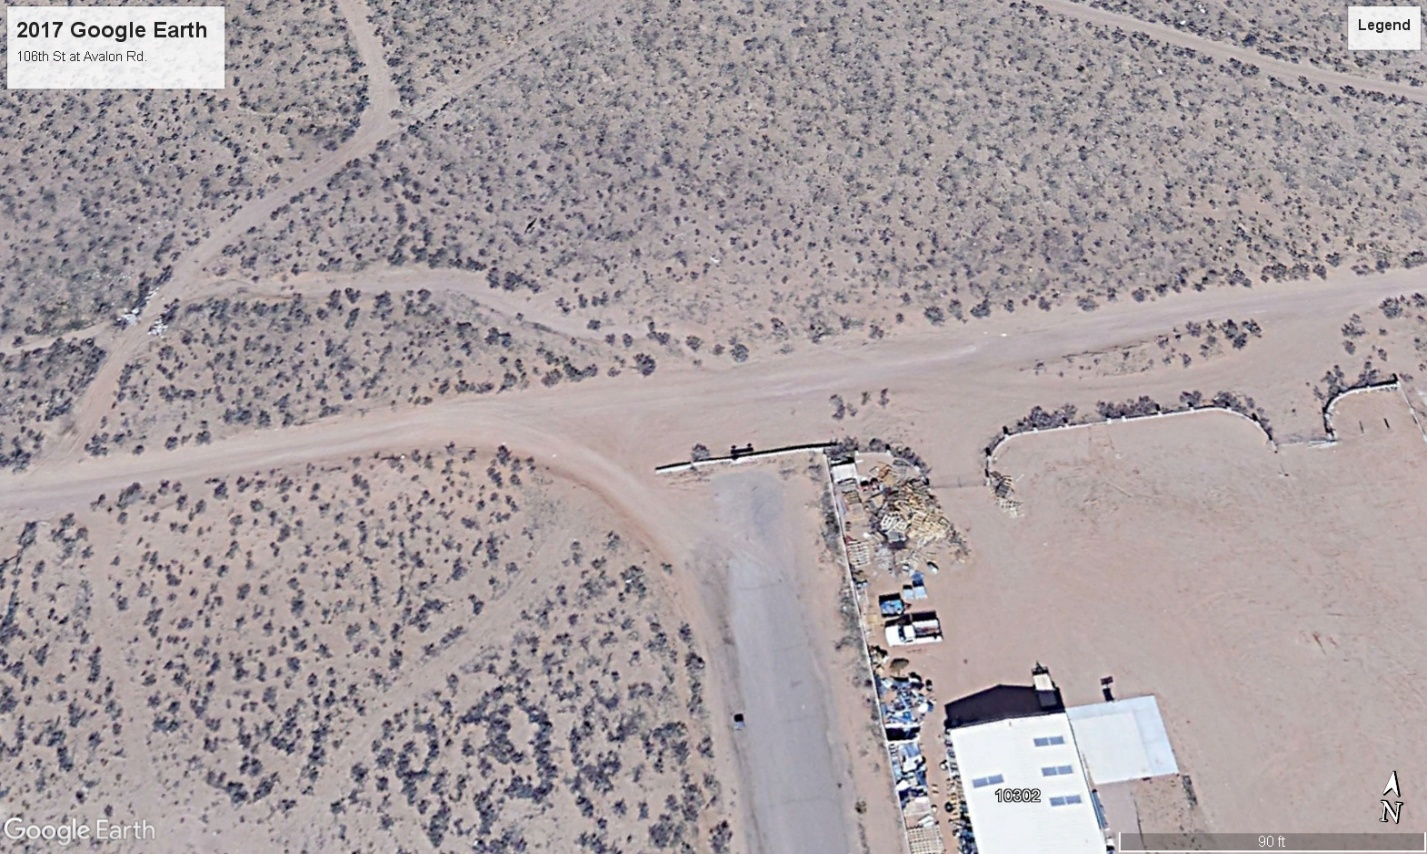 2017 Google Earth
106th St at Avalon Rd.
Legend
10302
N
Google Earth
90 ft